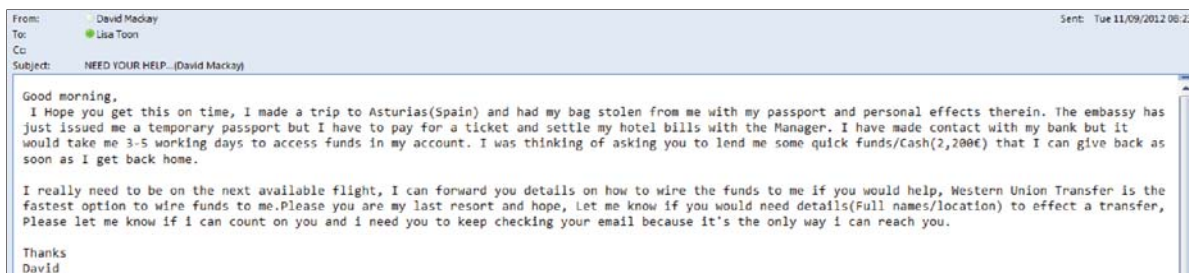 From: David Mackay Sent: Tue 11/09/2012 08:2
To: Lisa Toon
Cc:
Subject: NEED YOUR HELP...(David Mackay)
Good morning,
I Hope you get this on time, I made a trip to Asturias(Spain) and had my bag stolen from me with my passport and personal effects therein. The embassy has
just issued me a temporary passport but I have to pay for a ticket and settle my hotel bills with the Manager. I have made contact with my bank but it
would take me 3-5 working days to access funds in my account. I was thinking of asking you to lend me some quick funds/Cash(2,200€) that I can give back as
soon as I get back home.
I really need to be on the next available flight, I can forward you details on how to wire the funds to me if you would help, Western Union Transfer is the
fastest option to wire funds to me.Please you are my last resort and hope, Let me know if you would need details(Full names/location) to effect a transfer,
Please let me know if i can count on you and i need you to keep checking your email because it's the only way i can reach you.
Thanks
David